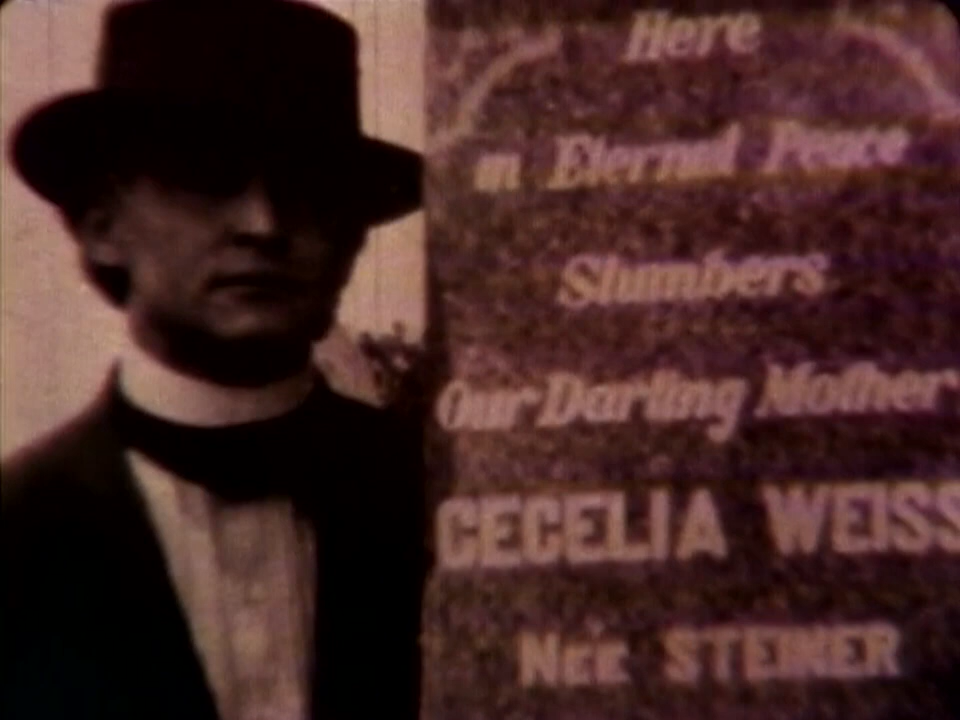 Here
in Eternal Peace
Slumbers
Our Darling Mother
CECELIA WEISS
NEE STEINER